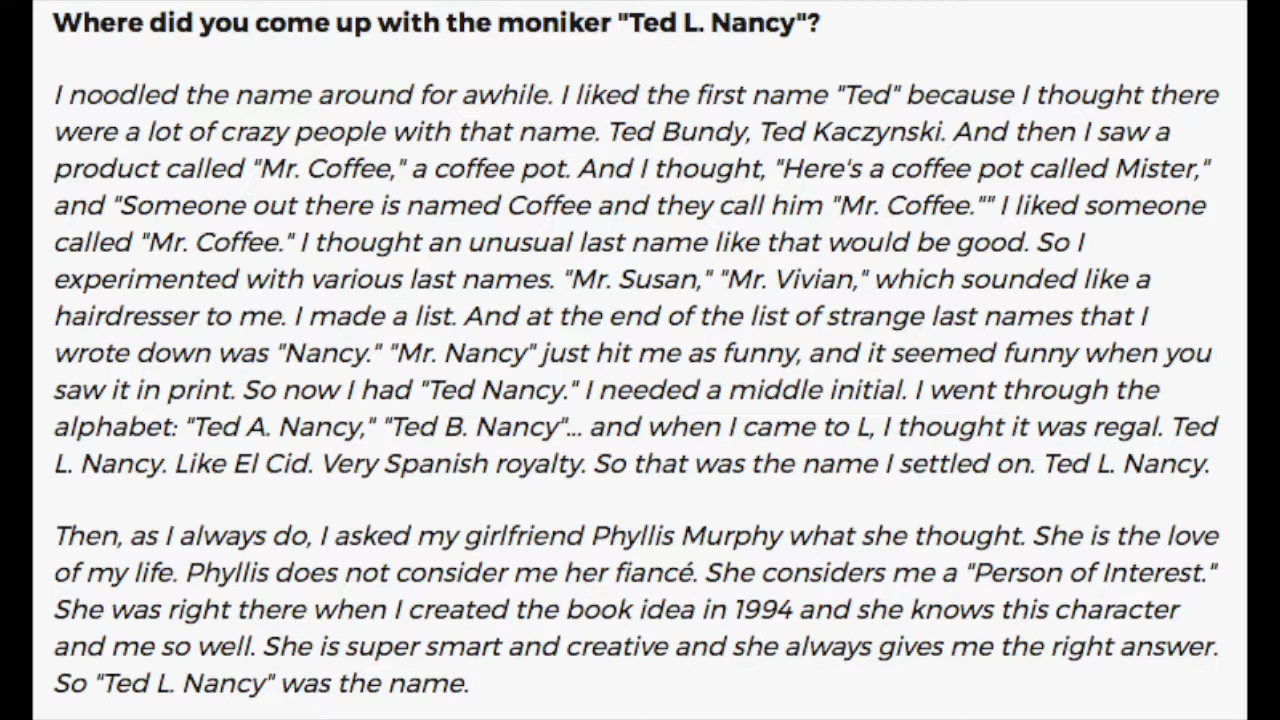 Where did you come up with the moniker "Ted L. Nancy"?
I noodled the name around for awhile. I liked the first name "Ted" because I thought there
were a lot of crazy people with that name. Ted Bundy, Ted Kaczynski. And then I saw a
product called "Mr. Coffee," a coffee pot. And I thought, "Here's a coffee pot called Mister,"
and "Someone out there is named Coffee and they call him "Mr. Coffee."" I liked someone
called "Mr. Coffee." I thought an unusual last name like that would be good. So I
experimented with various last names. "Mr. Susan," "Mr. Vivian," which sounded like a
hairdresser to me. I made a list. And at the end of the list of strange last names that I
wrote down was "Nancy." "Mr. Nancy" just hit me as funny, and it seemed funny when you
saw it in print. So now I had "Ted Nancy." I needed a middle initial. I went through the
alphabet: "Ted A. Nancy," "Ted B. Nancy"... and when I came to L, I thought it was regal. Ted
L. Nancy. Like El Cid. Very Spanish royalty. So that was the name I settled on. Ted L. Nancy.
Then, as I always do, I asked my girlfriend Phyllis Murphy what she thought. She is the love
of my life. Phyllis does not consider me her fiancé. She considers me a "Person of Interest."
She was right there when I created the book idea in 1994 and she knows this character
and me so well. She is super smart and creative and she always gives me the right answer.
So "Ted L. Nancy" was the name.